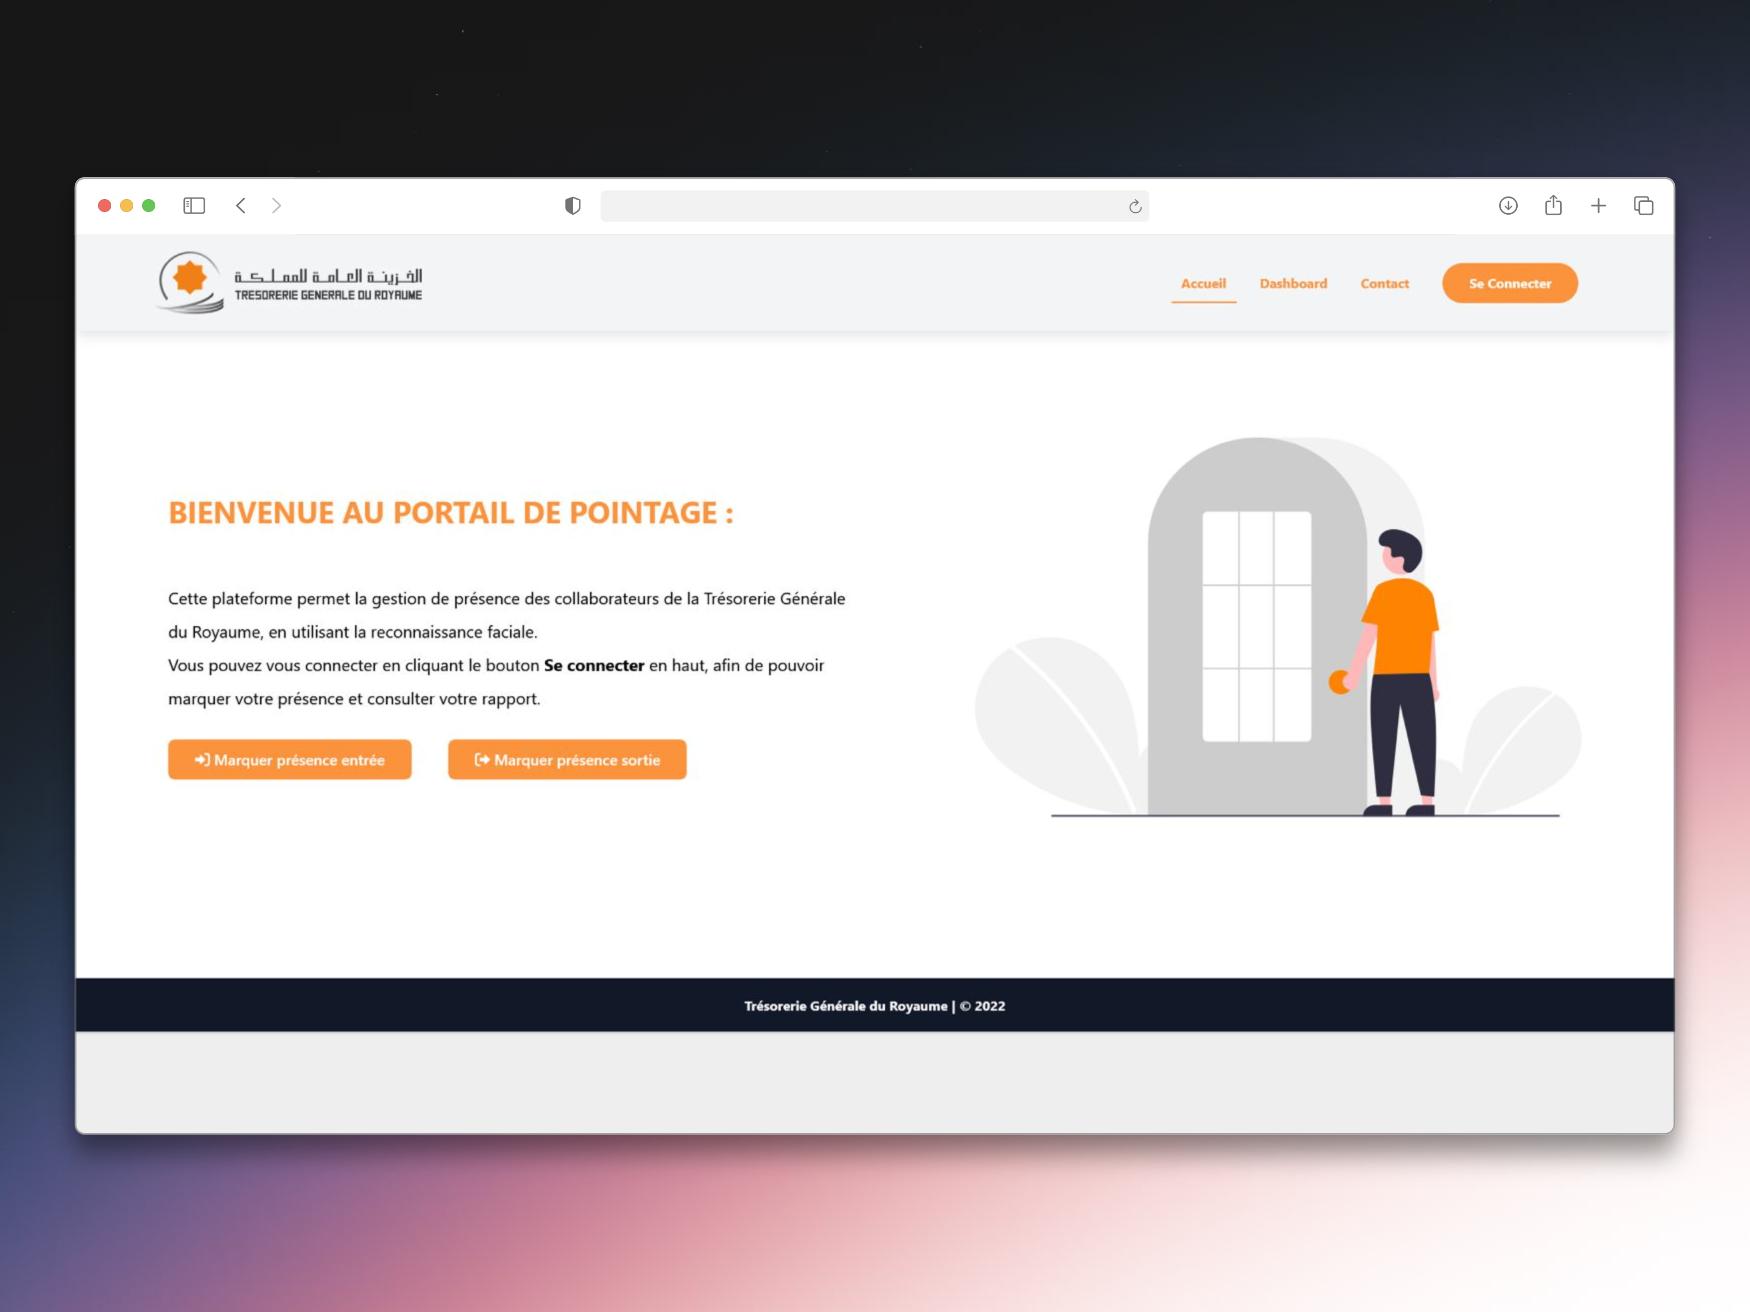 الخزينة العامة للمملكة
TRESORERIE GENERALE DU ROYAUME
Accueil
Dashboard
Contact
Se Connecter
BIENVENUE AU PORTAIL DE POINTAGE :
Cette plateforme permet la gestion de présence des collaborateurs de la Trésorerie Générale
du Royaume, en utilisant la reconnaissance faciale.
Vous pouvez vous connecter en cliquant le bouton Se connecter en haut, afin de pouvoir
marquer votre présence et consulter votre rapport.
Marquer présence entrée
Marquer présence sortie
Trésorerie Générale du Royaume | © 2022